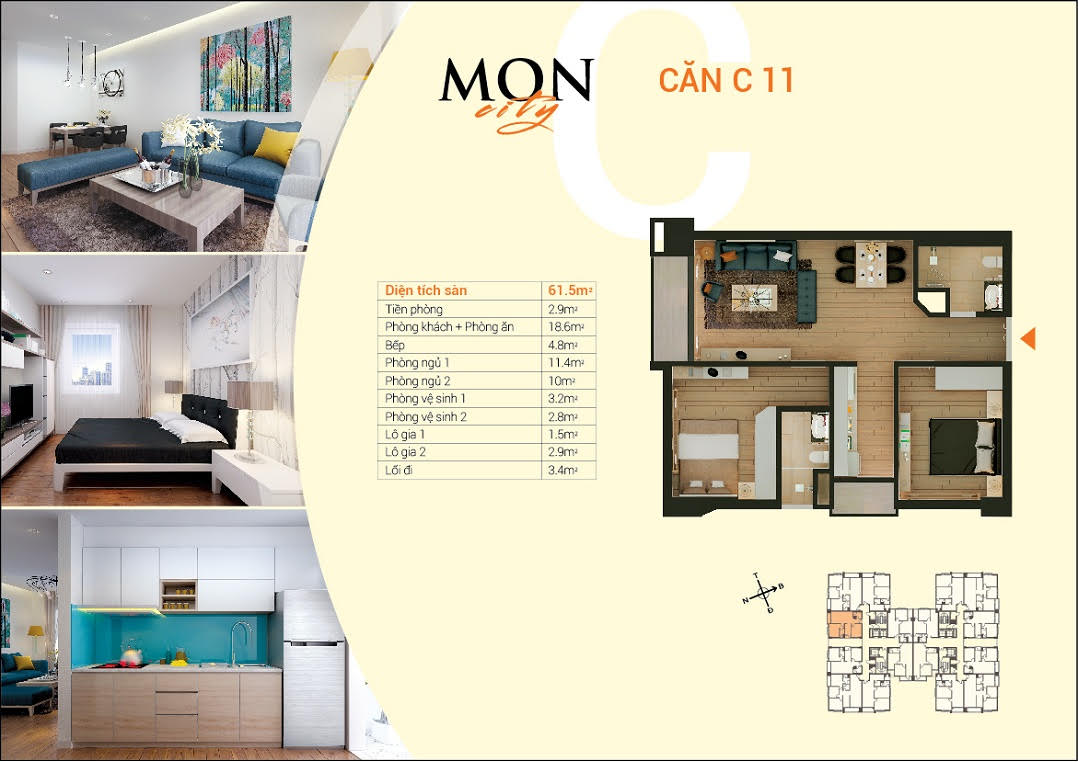 MON
city
CĂN C 11
C
Diện tích sàn 61.5m²
Tiền phòng 2.9m²
Phòng khách + Phòng ăn 18.6m²
Bếp 4.8m²
Phòng ngủ 1 11.4m²
Phòng ngủ 2 10m²
Phòng vệ sinh 1 3.2m²
Phòng vệ sinh 2 2.8m²
Lô gia 1 1.5m²
Lô gia 2 2.9m²
Lối đi 3.4m²
T
B
N
Đ